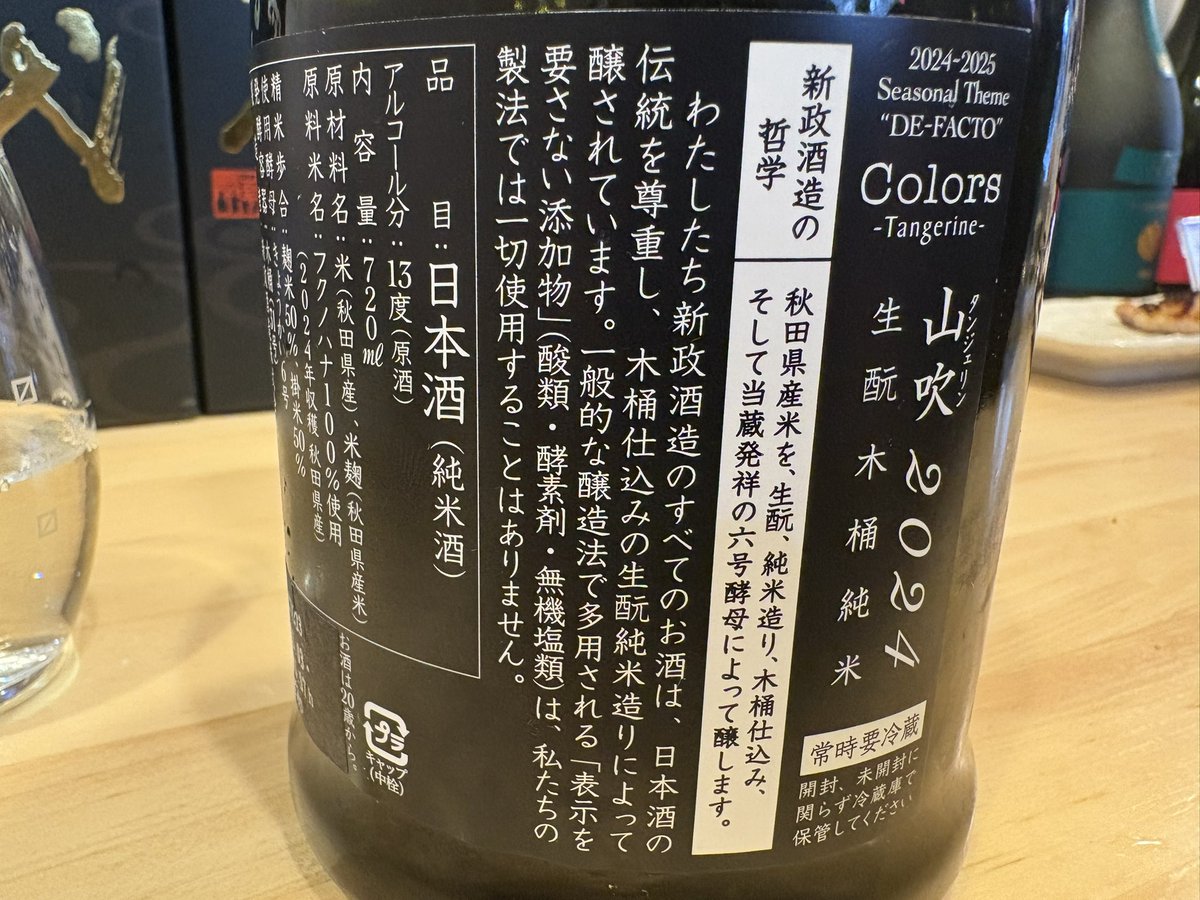 2024-2025
Seasonal Theme
"DE-FACTO"
Colors
-Tangerine-
タンジェリン
山吹 2024
生酛木桶純米
常時要冷蔵
開封、未開封に
関らず冷蔵庫で
保管してください
新政酒造の
哲学
秋田県産米を、生酛、純米造り、木桶仕込み、
そして当蔵発祥の六号酵母によって醸します。
わたしたち新政酒造のすべてのお酒は、日本酒の
伝統を尊重し、木桶仕込みの生酛純米造りによって
醸されています。一般的な醸造法で多用される「表示を
要さない添加物」(酸類・酵素剤・無機塩類)は、私たちの
製法では一切使用することはありません。
品目:日本酒(純米酒)
アルコール分:13度(原酒)
内容量:720ml
原材料名:米(秋田県産)、米麹(秋田県産米)
原料米名:フクノハナ100%使用
(2024年収穫 秋田県産)
精米歩合:麹米50%、掛米50%
使用酵母:きょうかい6号
お酒は20歳から。
プラ
キャップ
(中栓)